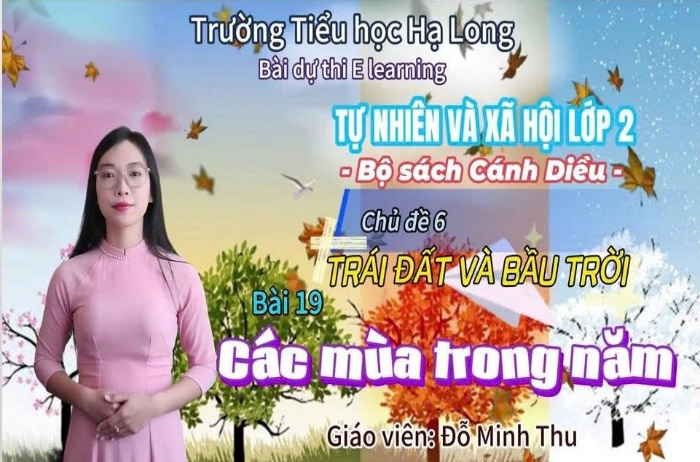 Trường Tiểu học Hạ Long
Bài dự thi E learning
TỰ NHIÊN VÀ XÃ HỘI LỚP 2
- Bộ sách Cánh Diều -
Chủ đề 6
TRÁI ĐẤT VÀ BẦU TRỜI
Bài 19
Các mùa trong năm
Giáo viên: Đỗ Minh Thu